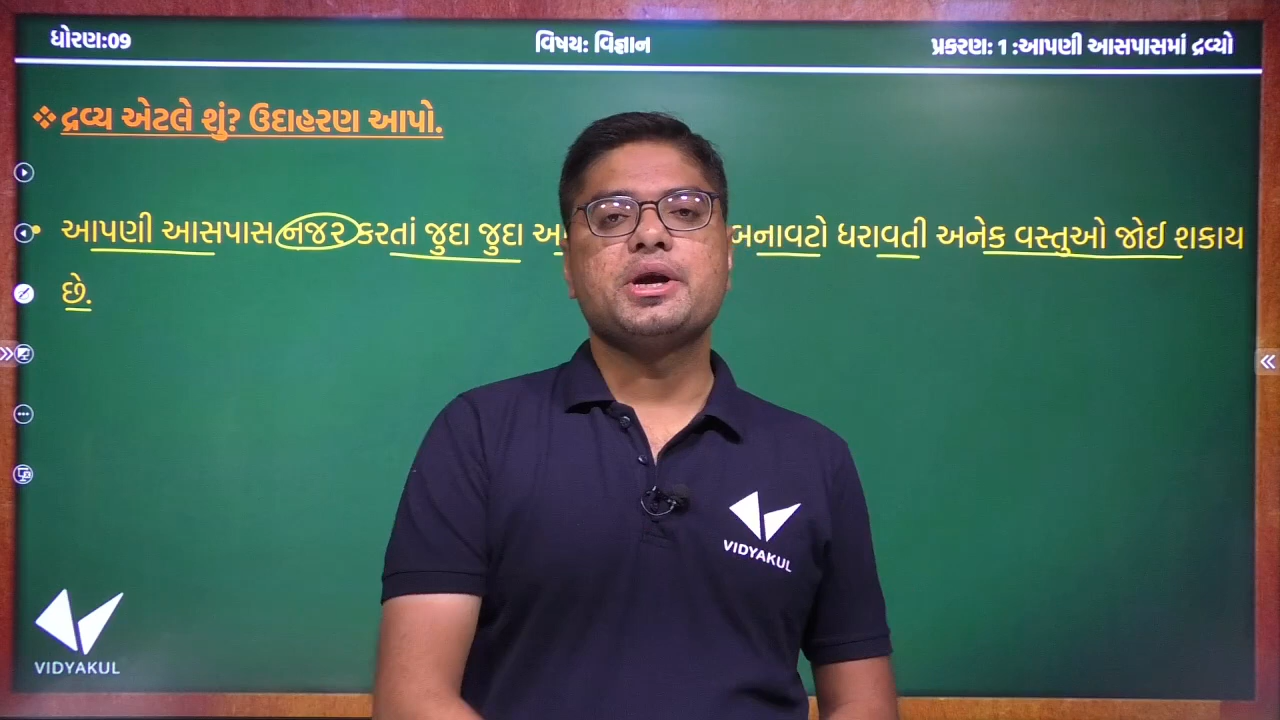 ધોરણ:09
વિષય: વિજ્ઞાન
પ્રકરણ: 1 :આપણી આસપાસમાં દ્રવ્યો
દ્રવ્ય એટલે શું? ઉદાહરણ આપો.
આપણી આસપાસ નજર કરતાં જુદા જુદા બનાવટો ધરાવતી અનેક વસ્તુઓ જોઈ શકાય
છે.
VIDYAKUL
VIDYAKUL